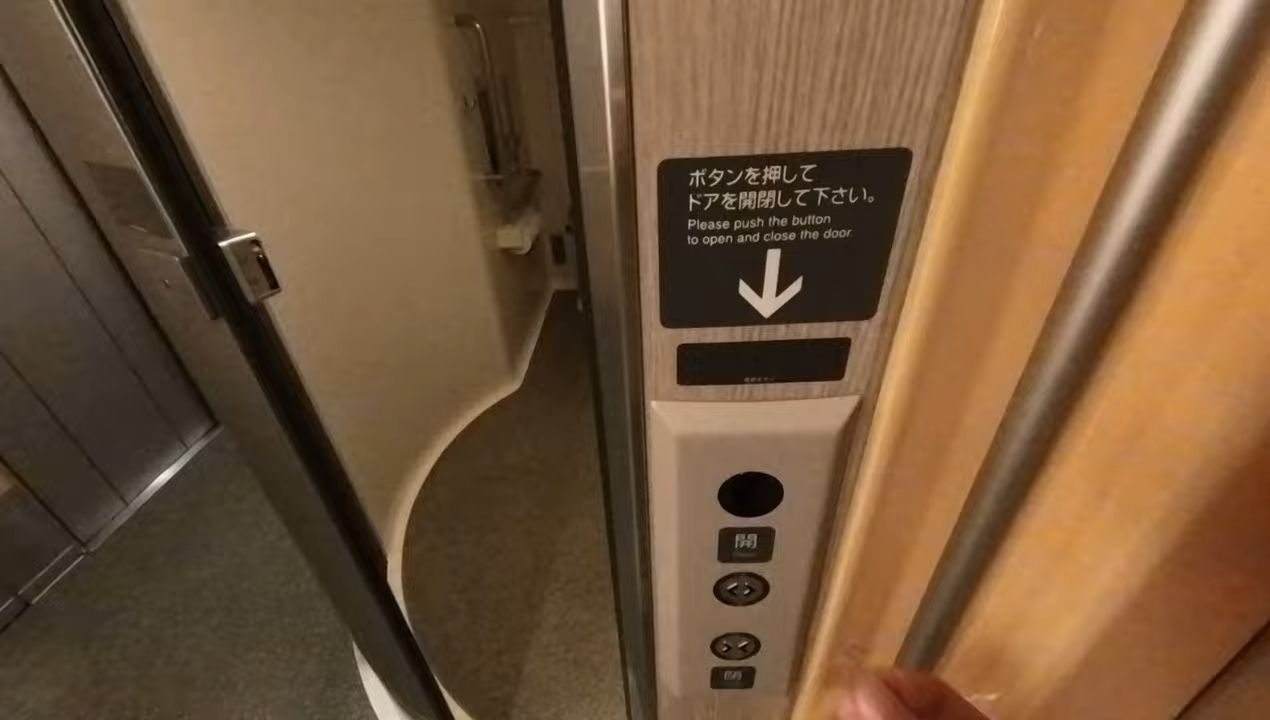 ボタンを押して
ドアを開閉して下さい。
Please push the button
to open and close the door.
開
閉